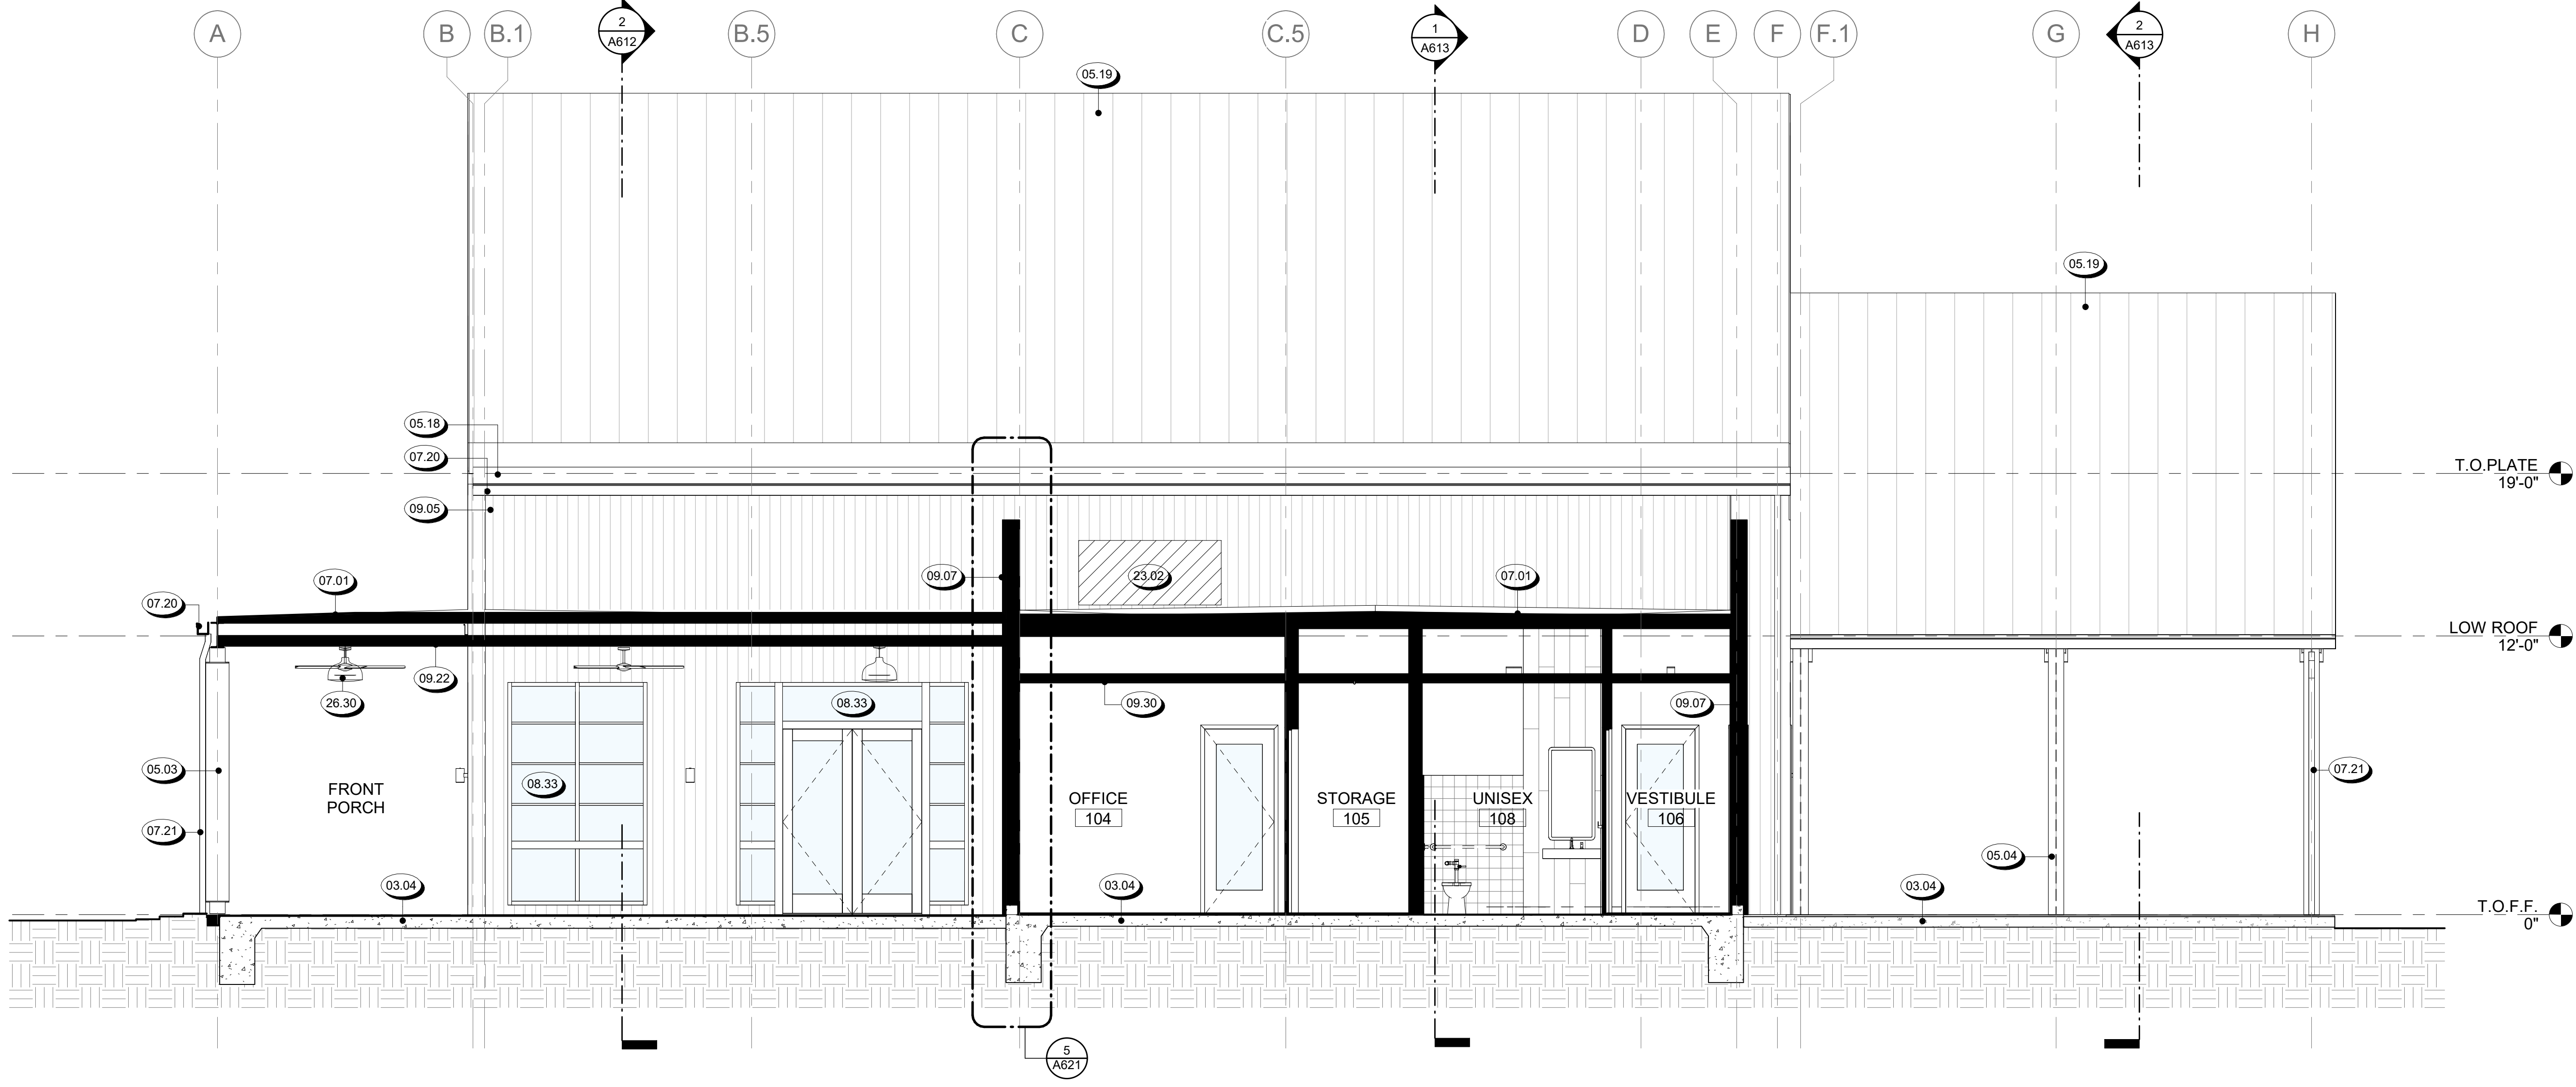 A
B
B.1
2
A612
B.5
C
C.5
1
A613
D
E
F
F.1
G
2
A613
H
05.19
05.19
05.18
07.20
T.O.PLATE
19'-0"
09.05
07.01
09.07
23.02
07.01
07.20
LOW ROOF
12'-0"
09.22
26.30
08.33
09.30
09.07
05.03
08.33
07.21
FRONT
PORCH
OFFICE
104
STORAGE
105
UNISEX
108
VESTIBULE
106
07.21
05.04
03.04
03.04
03.04
T.O.F.F.
0"
5
A621